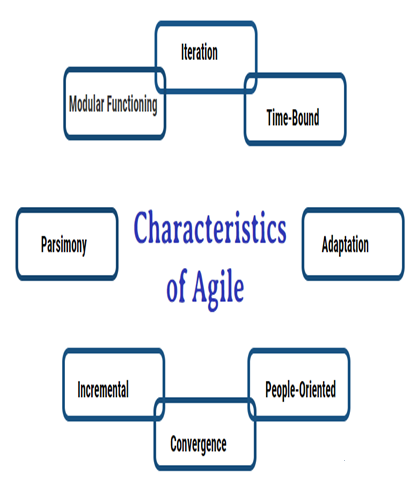 Iteration
Modular Functioning
Time-Bound
Parsimony
Characteristics
of Agile
Adaptation
Incremental
People-Oriented
Convergence